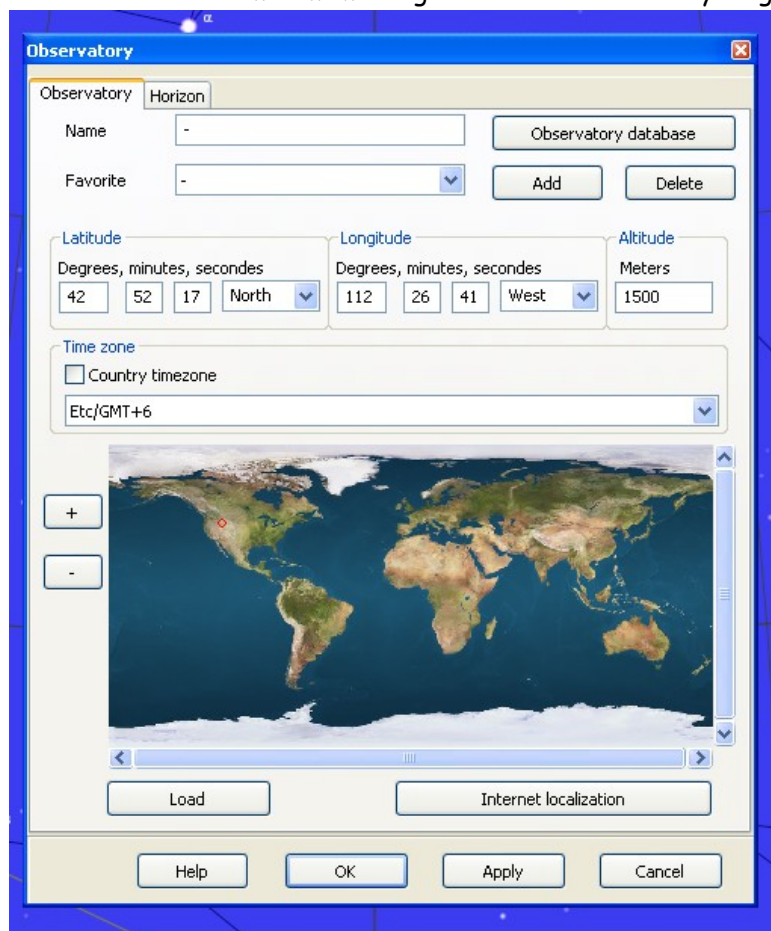 α
Observatory
Observatory Horizon
Name - Observatory database
Favorite - Add Delete
Latitude Longitude Altitude
Degrees, minutes, secondes Degrees, minutes, secondes Meters
42 52 17 North 112 26 41 West 1500
Time zone
Country timezone
Etc/GMT+6
+
-
Load Internet localization
Help OK Apply Cancel